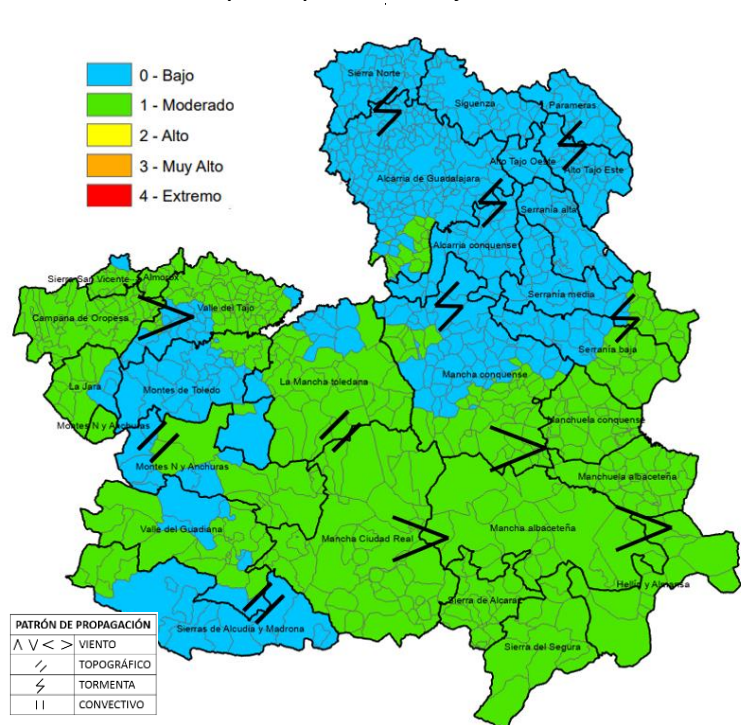 0 - Bajo
1 - Moderado
2 - Alto
3 - Muy Alto
4 - Extremo
Sierra Norte
Sigüenza
Parameras
Alto Tajo Oeste
Alto Tajo Este
Alcarria de Guadalajara
Serranía alta
Alcarria conquense
Serranía media
Sierra San Vicente
Almorox
Valle del Tajo
Campana de Oropesa
Serranía baja
La Jara
Montes de Toledo
La Mancha toledana
Mancha conquense
Montes N y Anchuras
Manchuela conquense
Montes N y Anchuras
Manchuela albaceteña
Valle del Guadiana
Mancha Ciudad Real
Mancha albaceteña
Hellín y Almansa
Sierra de Alcaraz
Sierras de Alcudia y Madrona
Sierra del Segura
PATRÓN DE PROPAGACIÓN
VIENTO
TOPOGRÁFICO
TORMENTA
CONVECTIVO